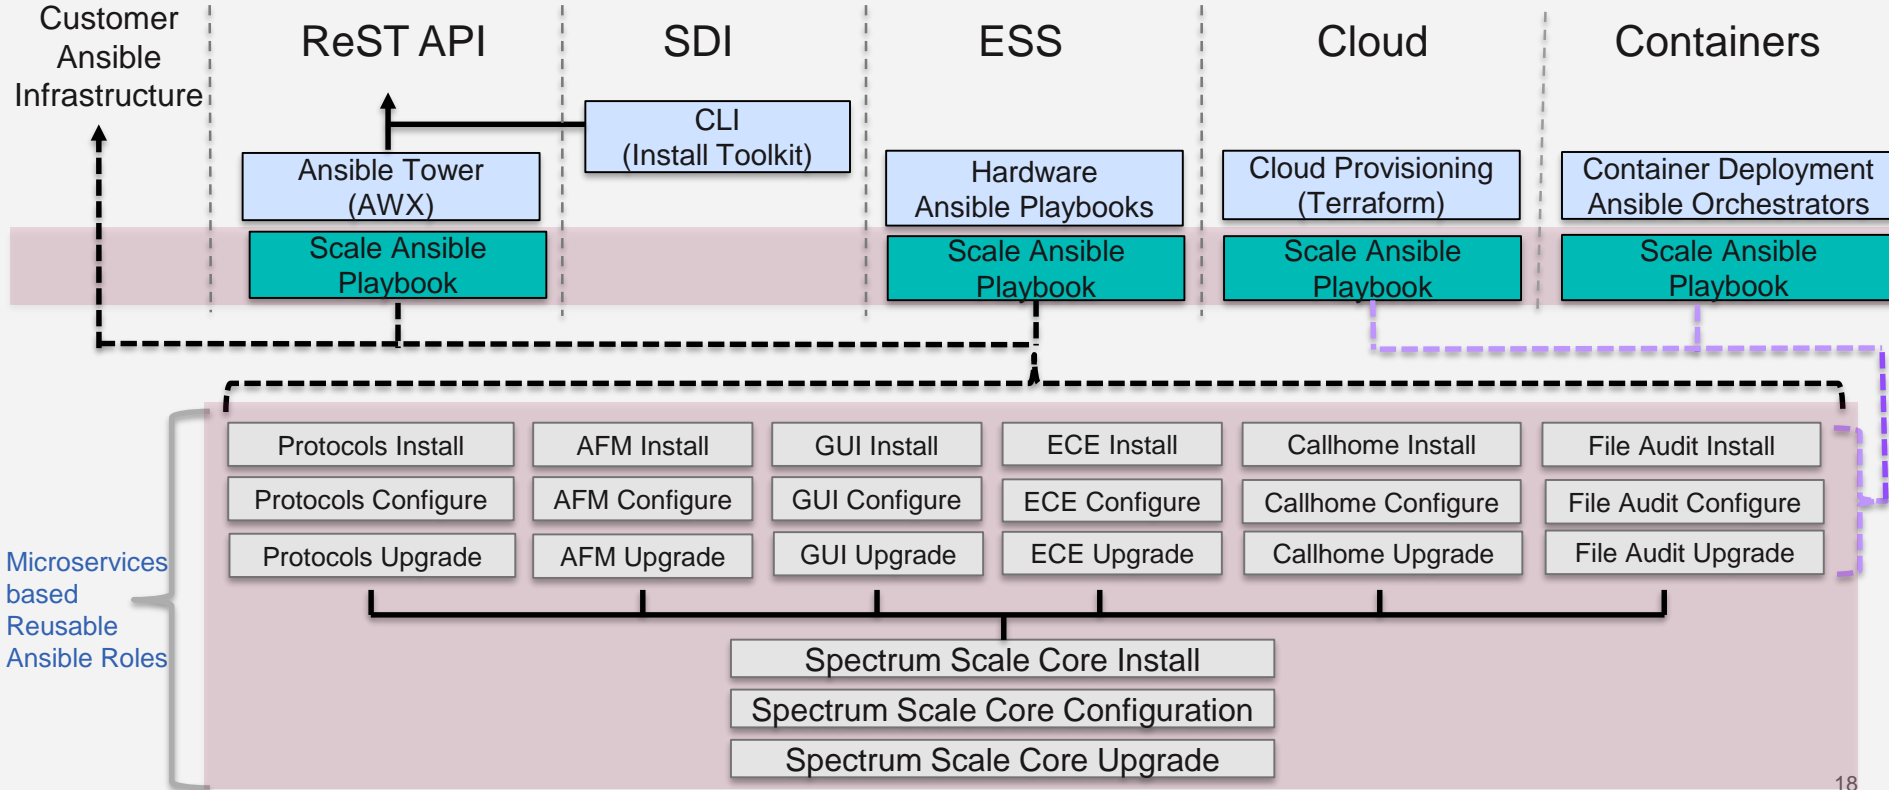 Customer
Ansible
Infrastructure
ReST API
SDI
ESS
Cloud
Containers
CLI
(Install Toolkit)
Ansible Tower
(AWX)
Hardware
Ansible Playbooks
Cloud Provisioning
(Terraform)
Container Deployment
Ansible Orchestrators
Scale Ansible
Playbook
Scale Ansible
Playbook
Scale Ansible
Playbook
Scale Ansible
Playbook
Protocols Install
AFM Install
GUI Install
ECE Install
Callhome Install
File Audit Install
Protocols Configure
AFM Configure
GUI Configure
ECE Configure
Callhome Configure
File Audit Configure
Protocols Upgrade
AFM Upgrade
GUI Upgrade
ECE Upgrade
Callhome Upgrade
File Audit Upgrade
Microservices
based
Reusable
Ansible Roles
Spectrum Scale Core Install
Spectrum Scale Core Configuration
Spectrum Scale Core Upgrade
18